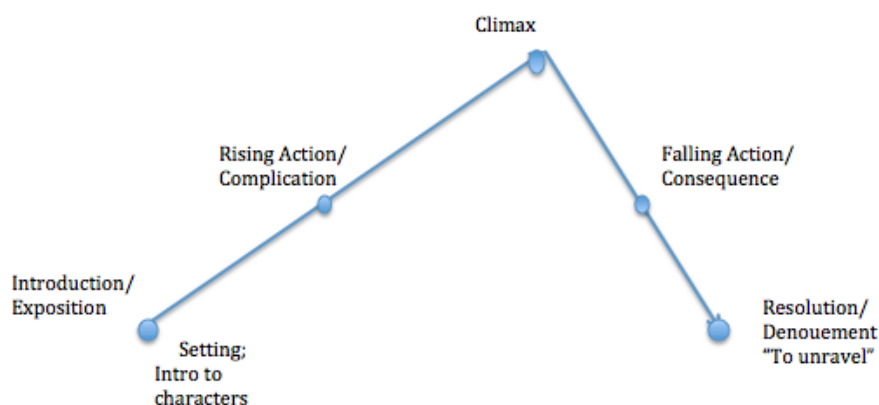 Climax
Rising Action/
Complication
Falling Action/
Consequence
Introduction/
Exposition
Setting;
Intro to
characters
Resolution/
Denouement
“To unravel”